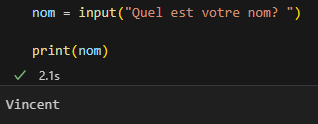 nom = input("Quel est votre nom? ")
print(nom)
2.1s
Vincent